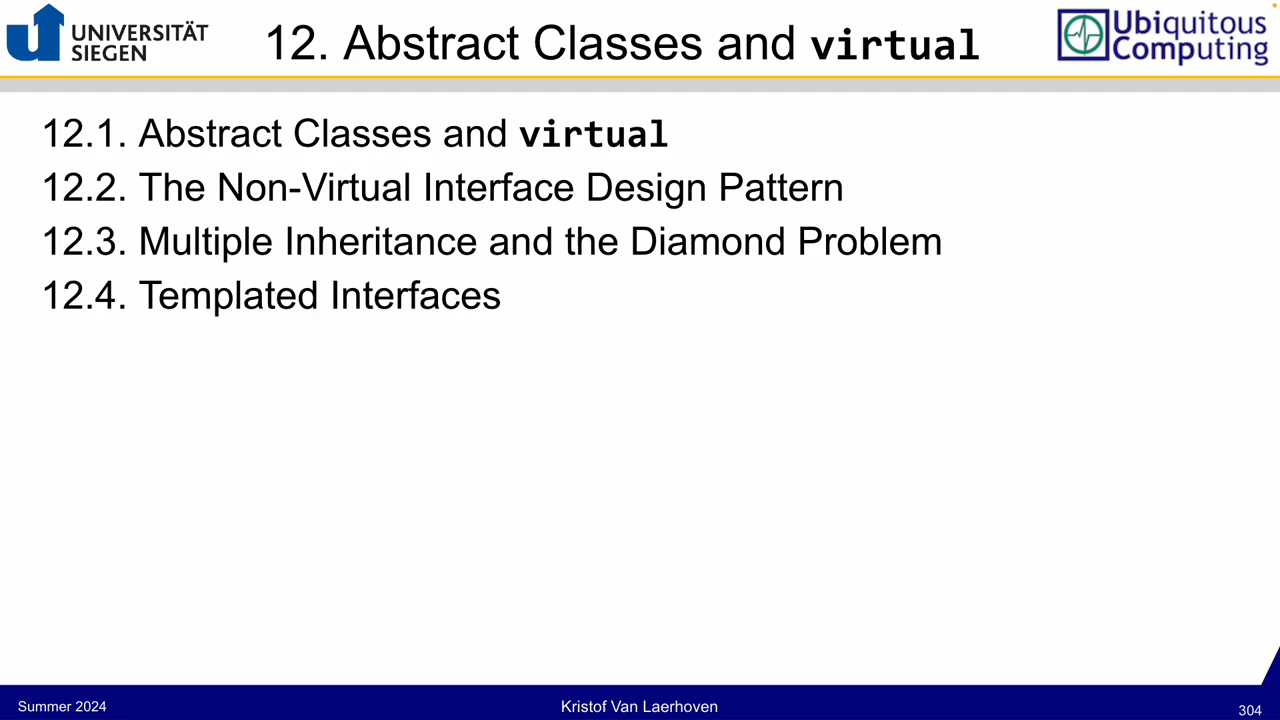 UNIVERSITÄT
SIEGEN
12. Abstract Classes and virtual
Ubiquitous
Computing
12.1. Abstract Classes and virtual
12.2. The Non-Virtual Interface Design Pattern
12.3. Multiple Inheritance and the Diamond Problem
12.4. Templated Interfaces
Summer 2024
Kristof Van Laerhoven
304